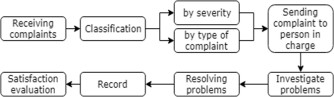 Receiving
complaints
Classification
by severity
by type of
complaint
Sending
complaint to
person in
charge
Satisfaction
evaluation
Record
Resolving
problems
Investigate
problems